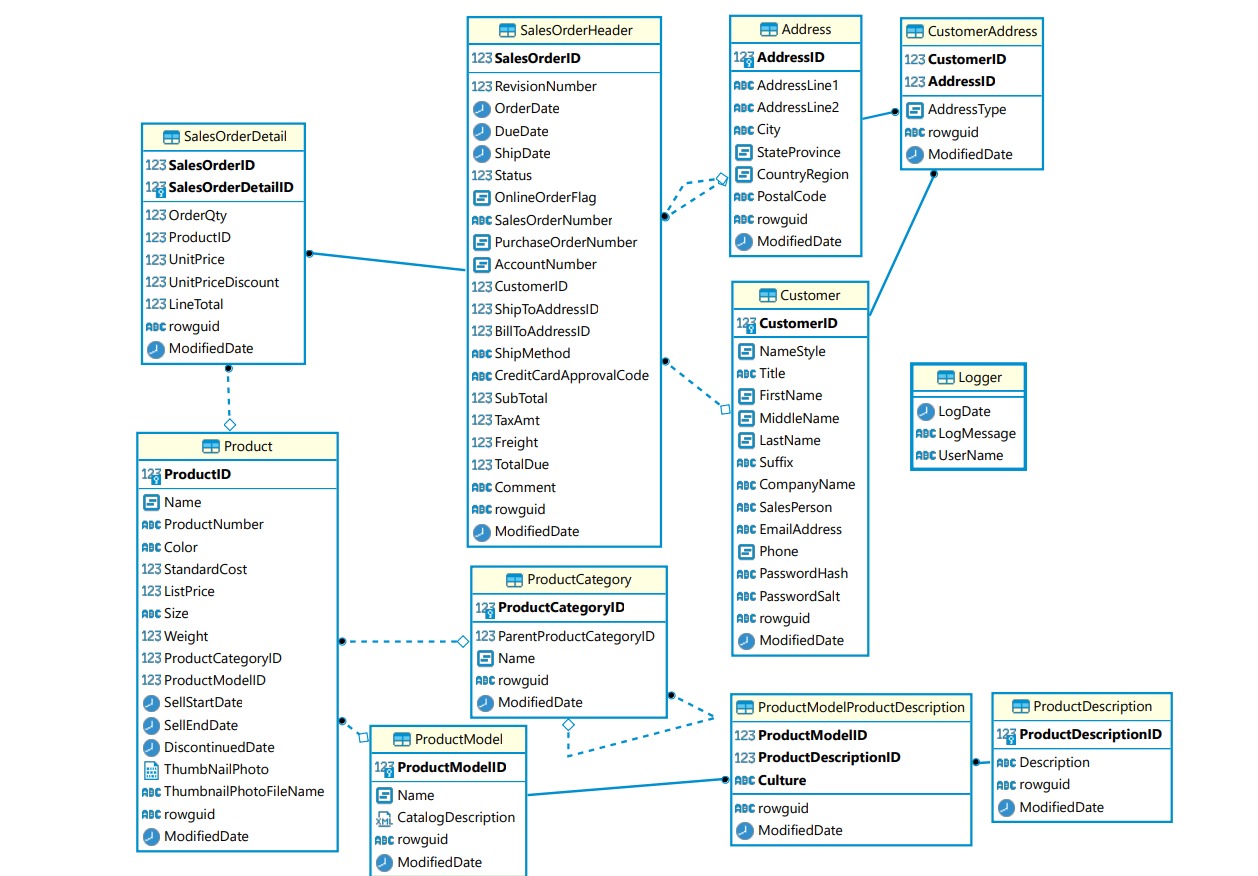 SalesOrderHeader
123 SalesOrderID
123 RevisionNumber
OrderDate
DueDate
ShipDate
123 Status
OnlineOrderFlag
ABC SalesOrderNumber
PurchaseOrderNumber
AccountNumber
123 CustomerID
123 ShipToAddressID
123 BillToAddressID
ABC ShipMethod
ABC CreditCardApprovalCode
123 SubTotal
123 TaxAmt
123 Freight
123 TotalDue
ABC Comment
ABC rowguid
ModifiedDate
Address
123 AddressID
ABC AddressLine1
ABC AddressLine2
ABC City
StateProvince
CountryRegion
ABC PostalCode
ABC rowguid
ModifiedDate
CustomerAddress
123 CustomerID
123 AddressID
AddressType
ABC rowguid
ModifiedDate
SalesOrderDetail
123 SalesOrderID
123 SalesOrderDetailID
123 OrderQty
123 ProductID
123 UnitPrice
123 UnitPriceDiscount
123 LineTotal
ABC rowguid
ModifiedDate
Customer
123 CustomerID
NameStyle
ABC Title
FirstName
MiddleName
LastName
ABC Suffix
ABC CompanyName
ABC SalesPerson
ABC EmailAddress
Phone
ABC PasswordHash
ABC PasswordSalt
ABC rowguid
ModifiedDate
Logger
LogDate
ABC LogMessage
ABC UserName
Product
123 ProductID
Name
ABC ProductNumber
ABC Color
123 StandardCost
123 ListPrice
ABC Size
123 Weight
123 ProductCategoryID
123 ProductModelID
SellStartDate
SellEndDate
DiscontinuedDate
ThumbNailPhoto
ABC ThumbnailPhotoFileName
ABC rowguid
ModifiedDate
ProductCategory
123 ProductCategoryID
123 ParentProductCategoryID
Name
ABC rowguid
ModifiedDate
ProductModel
123 ProductModelID
Name
XML CatalogDescription
ABC rowguid
ModifiedDate
ProductModelProductDescription
123 ProductModelID
123 ProductDescriptionID
ABC Culture
ABC rowguid
ModifiedDate
ProductDescription
123 ProductDescriptionID
ABC Description
ABC rowguid
ModifiedDate